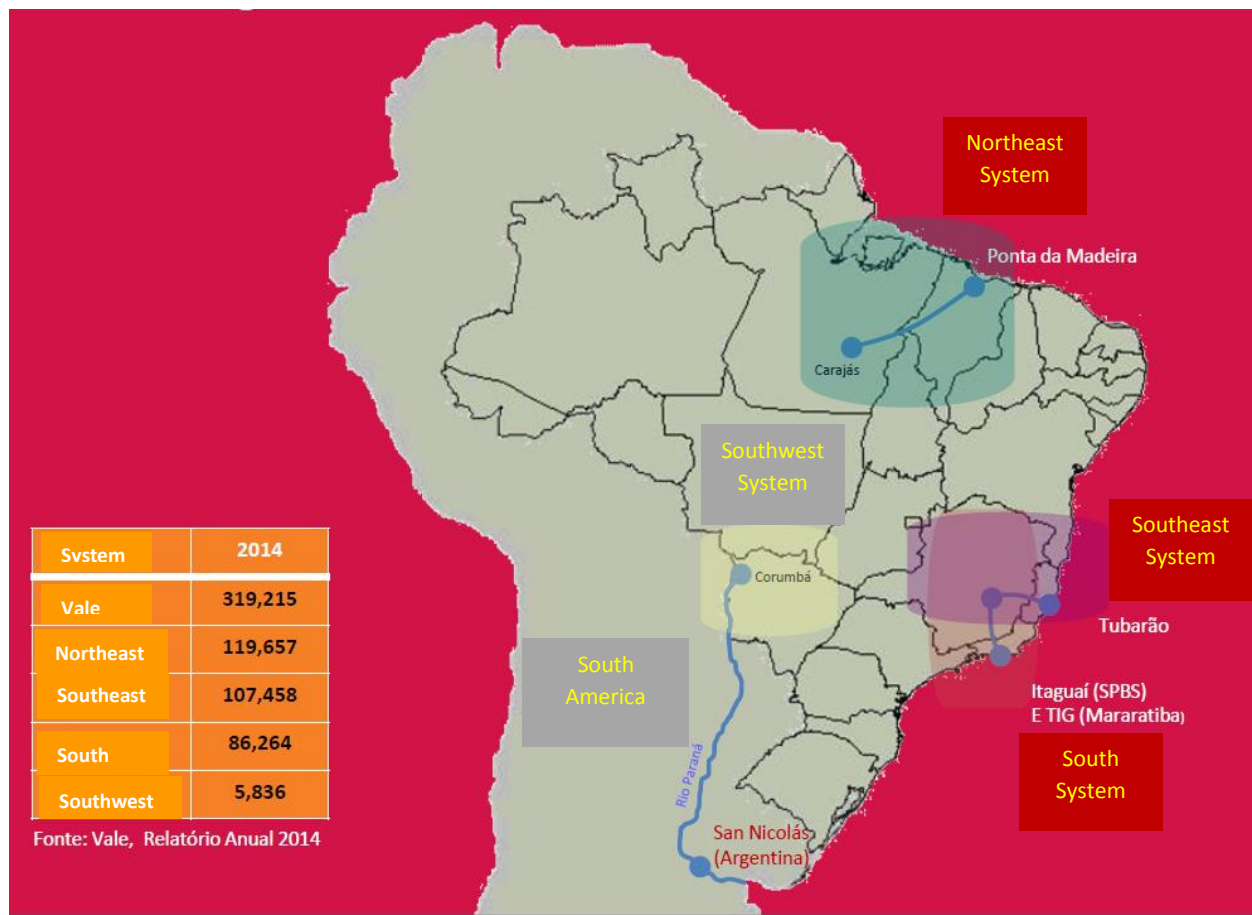 Northeast
System
Ponta da Madeira
Carajás
Southwest
System
Southeast
System
Corumbá
Tubarão
South
America
Itaguaí (SPBS)
E TIG (Mararatiba)
South
System
Rio Paraná
San Nicolás
(Argentina)
System 2014
Vale 319,215
Northeast 119,657
Southeast 107,458
South 86,264
Southwest 5,836
Fonte: Vale, Relatório Anual 2014